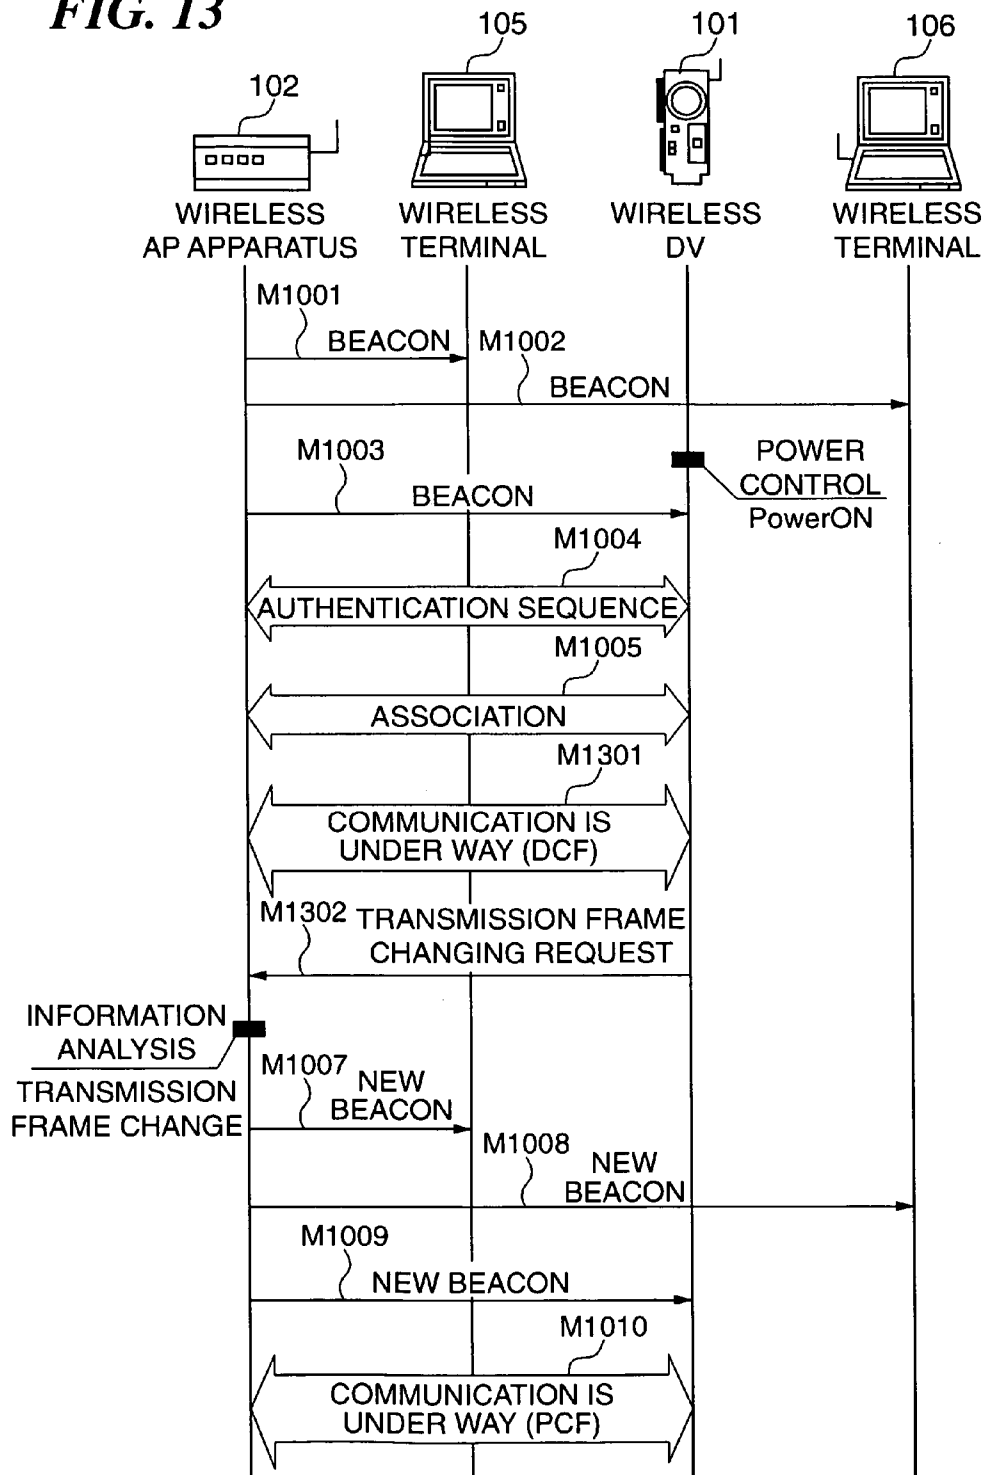 FIG. 13
105
101
106
102
WIRELESS
AP APPARATUS
WIRELESS
TERMINAL
WIRELESS
DV
WIRELESS
TERMINAL
M1001
BEACON
M1002
BEACON
M1003
BEACON
POWER
CONTROL
PowerON
M1004
AUTHENTICATION SEQUENCE
M1005
ASSOCIATION
M1301
COMMUNICATION IS
UNDER WAY (DCF)
M1302
TRANSMISSION FRAME
CHANGING REQUEST
INFORMATION
ANALYSIS
TRANSMISSION
FRAME CHANGE
M1007
NEW
BEACON
M1008
NEW
BEACON
M1009
NEW BEACON
M1010
COMMUNICATION IS
UNDER WAY (PCF)